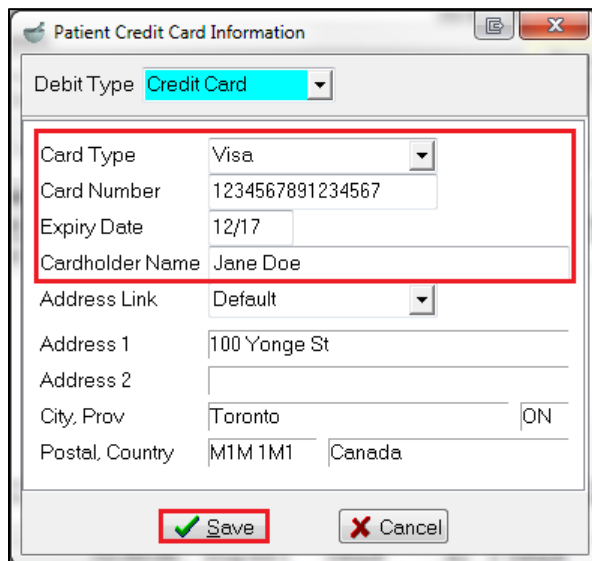 Patient Credit Card Information
Debit Type Credit Card
Card Type Visa
Card Number 1234567891234567
Expiry Date 12/17
Cardholder Name Jane Doe
Address Link Default
Address 1 100 Yonge St
Address 2
City, Prov Toronto ON
Postal, Country M1M 1M1 Canada
Save Cancel